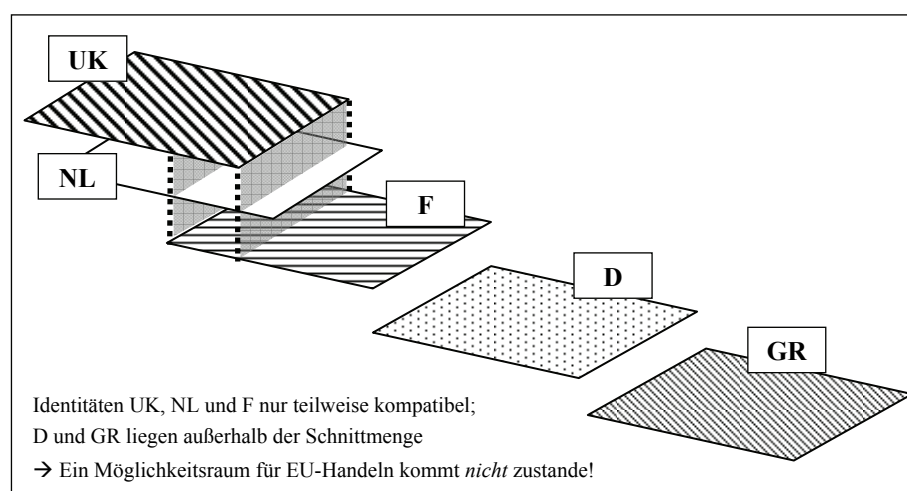 UK
NL
F
D
GR
Identitäten UK, NL und F nur teilweise kompatibel;
D und GR liegen außerhalb der Schnittmenge
→ Ein Möglichkeitsraum für EU-Handeln kommt nicht zustande!